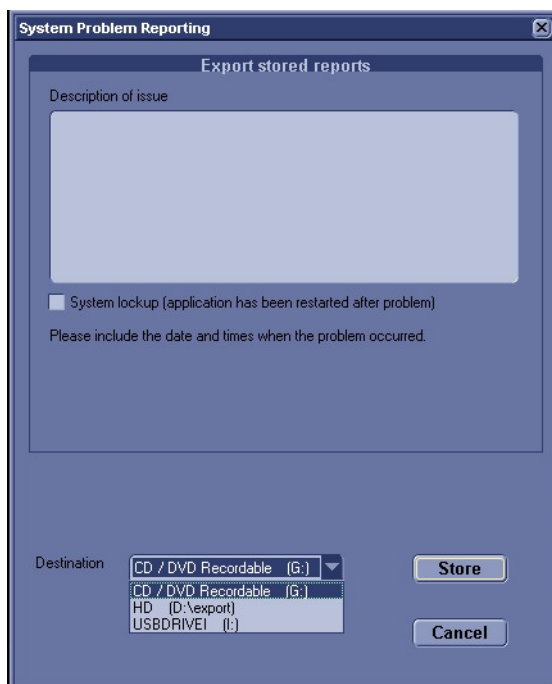 System Problem Reporting
Export stored reports
Description of issue
System lockup (application has been restarted after problem)
Please include the date and times when the problem occurred.
Destination
CD / DVD Recordable (G:)
Store
CD / DVD Recordable (G:)
HD (D:\export)
USBDRIVEI (I:)
Cancel